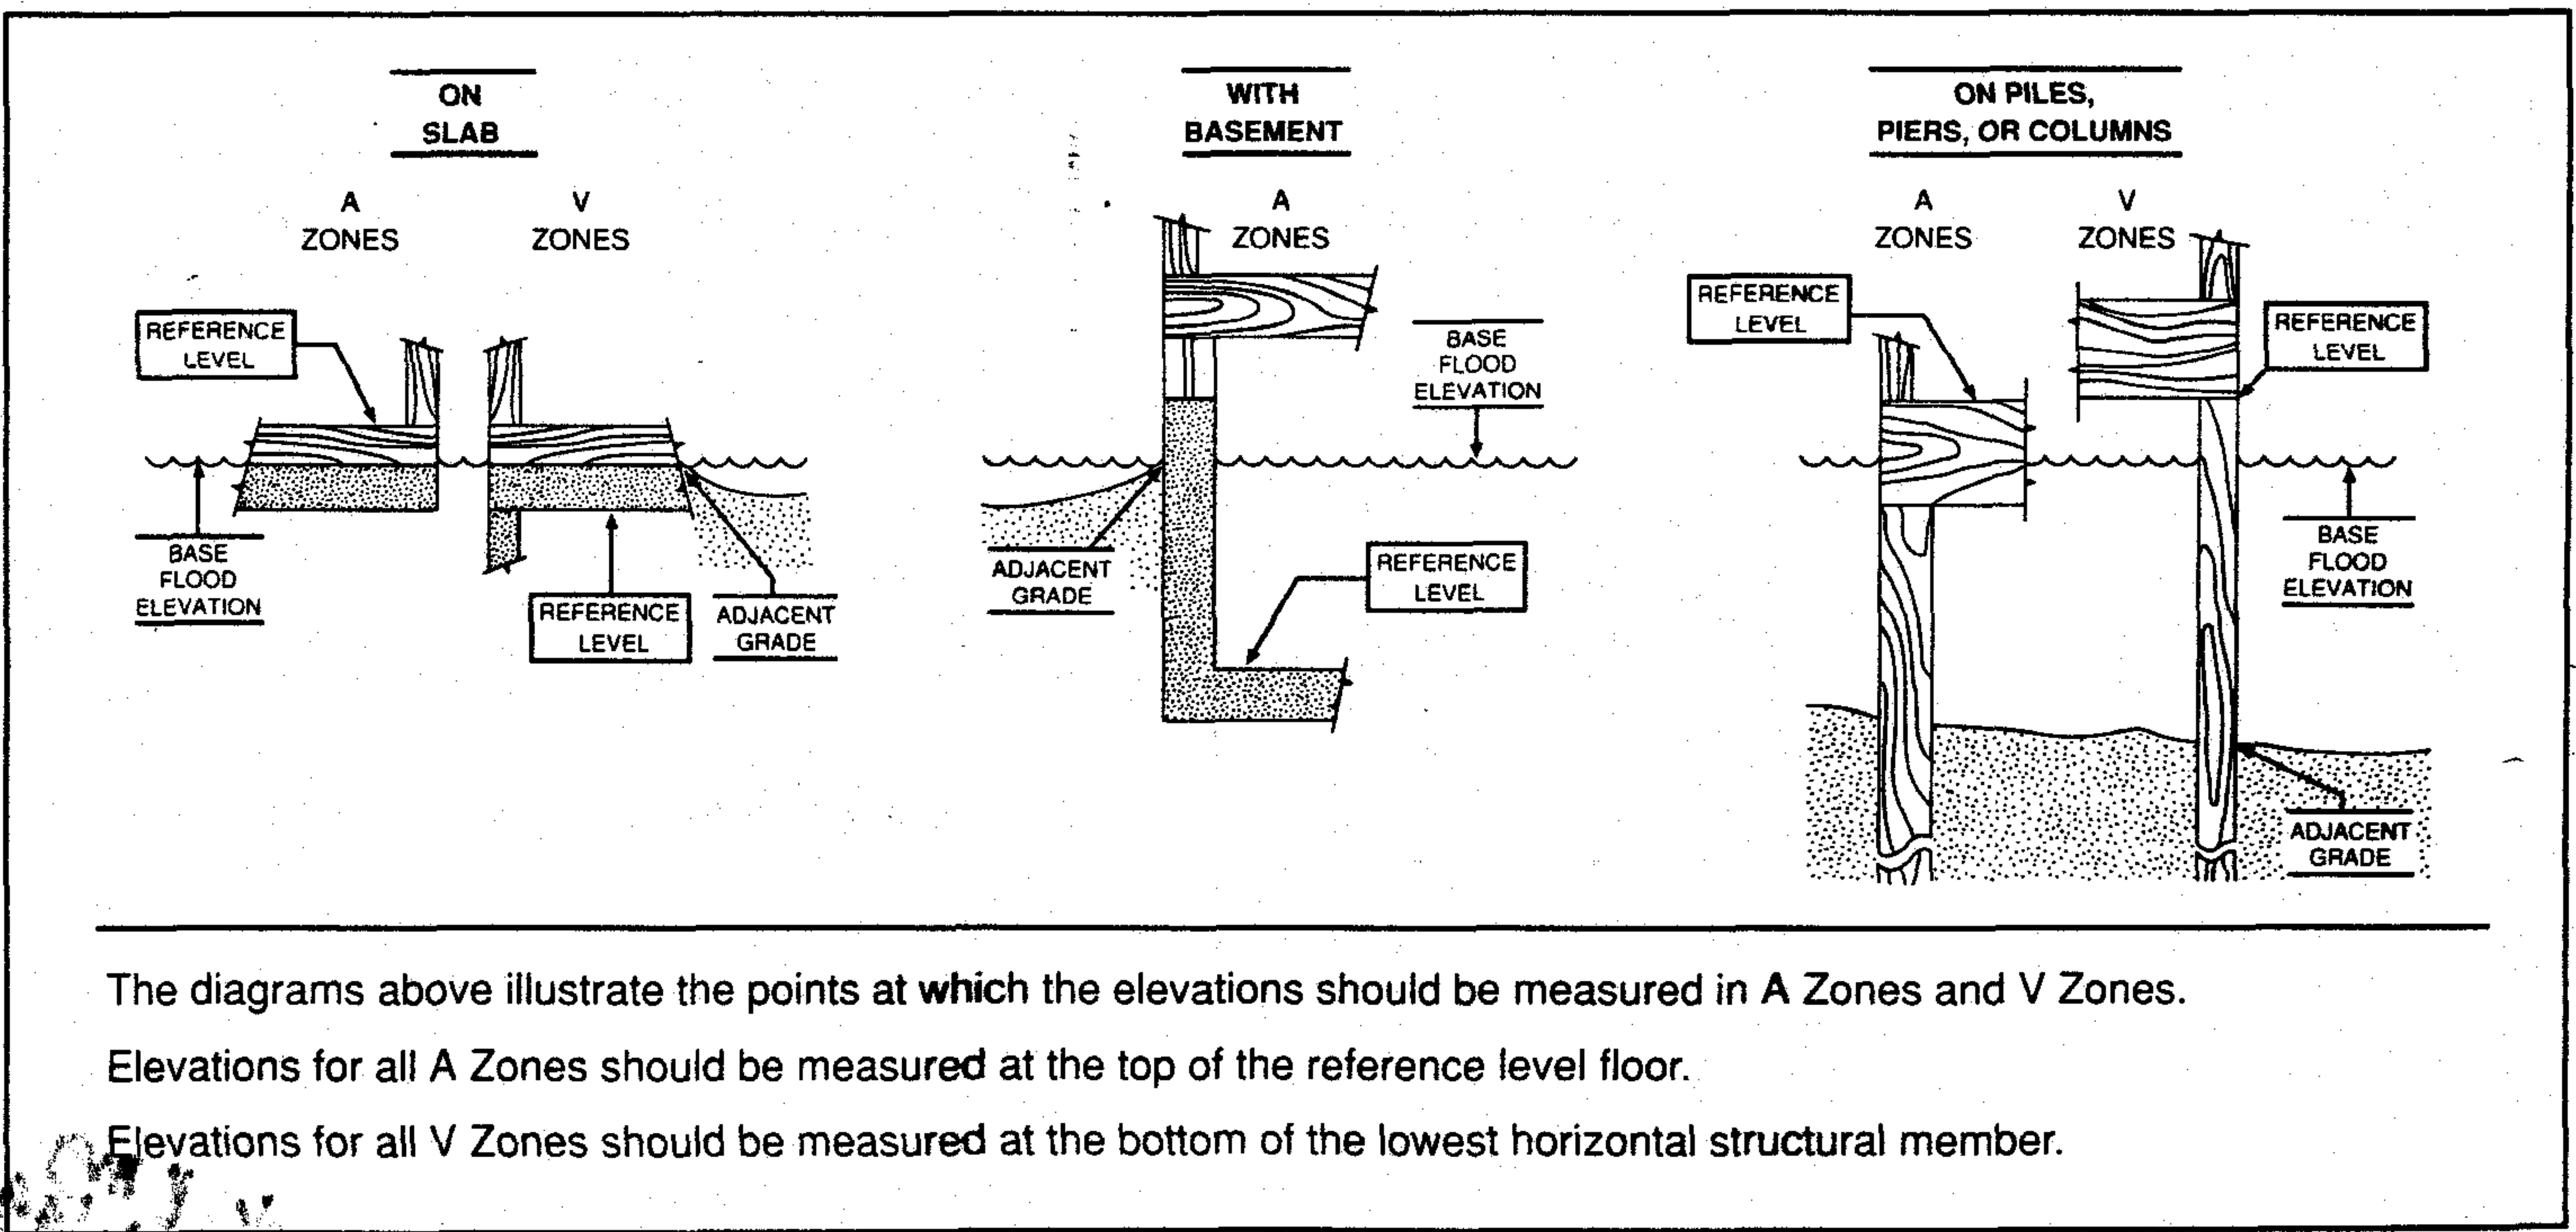 ON
SLAB
A
ZONES
V
ZONES
REFERENCE
LEVEL
BASE
FLOOD
ELEVATION
REFERENCE
LEVEL
ADJACENT
GRADE
WITH
BASEMENT
A
ZONES
BASE
FLOOD
ELEVATION
ADJACENT
GRADE
REFERENCE
LEVEL
ON PILES,
PIERS, OR COLUMNS
A
ZONES
V
ZONES
REFERENCE
LEVEL
REFERENCE
LEVEL
BASE
FLOOD
ELEVATION
ADJACENT
GRADE
The diagrams above illustrate the points at which the elevations should be measured in A Zones and V Zones.
Elevations for all A Zones should be measured at the top of the reference level floor.
Elevations for all V Zones should be measured at the bottom of the lowest horizontal structural member.